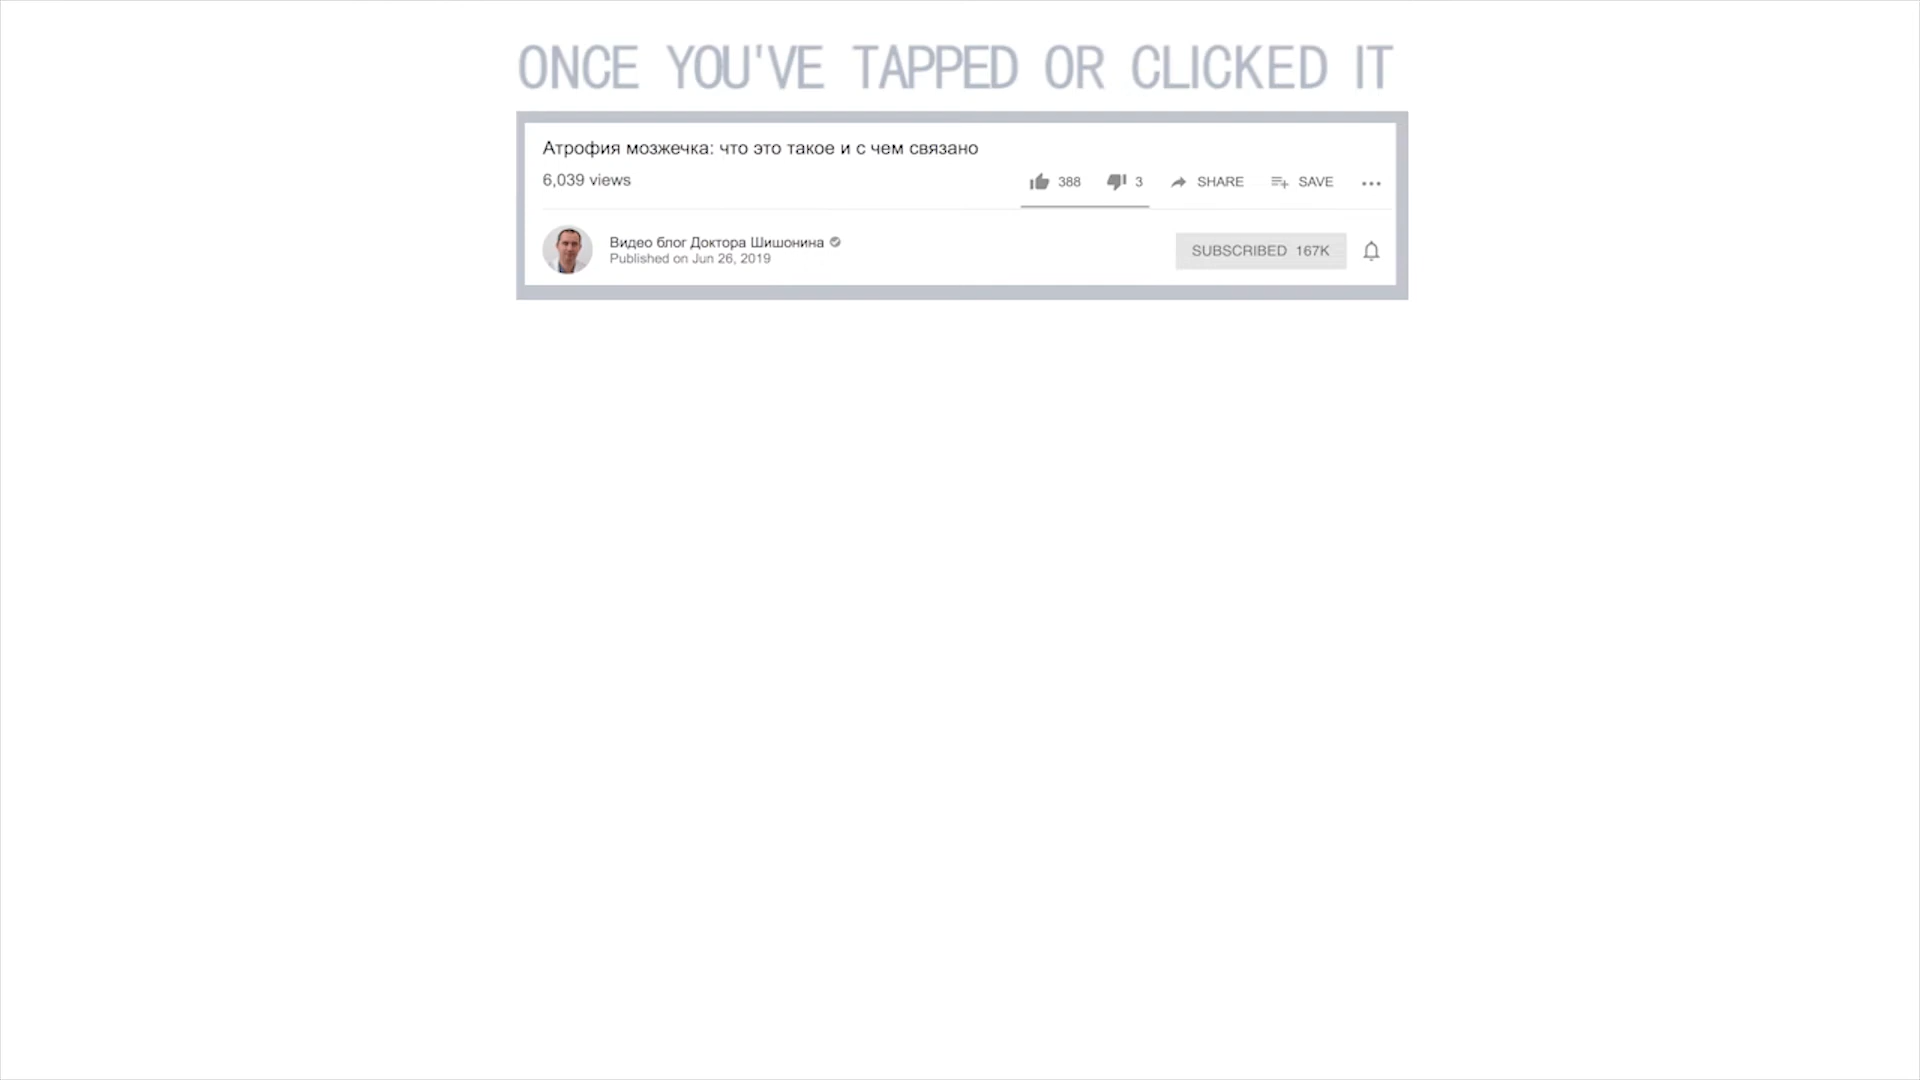 ONCE YOU'VE TAPPED OR CLICKED IT
Атрофия мозжечка: что это такое и с чем связано
6,039 views
388 3 SHARE SAVE
Видео блог Доктора Шишонина
Published on Jun 26, 2019
SUBSCRIBED 167K